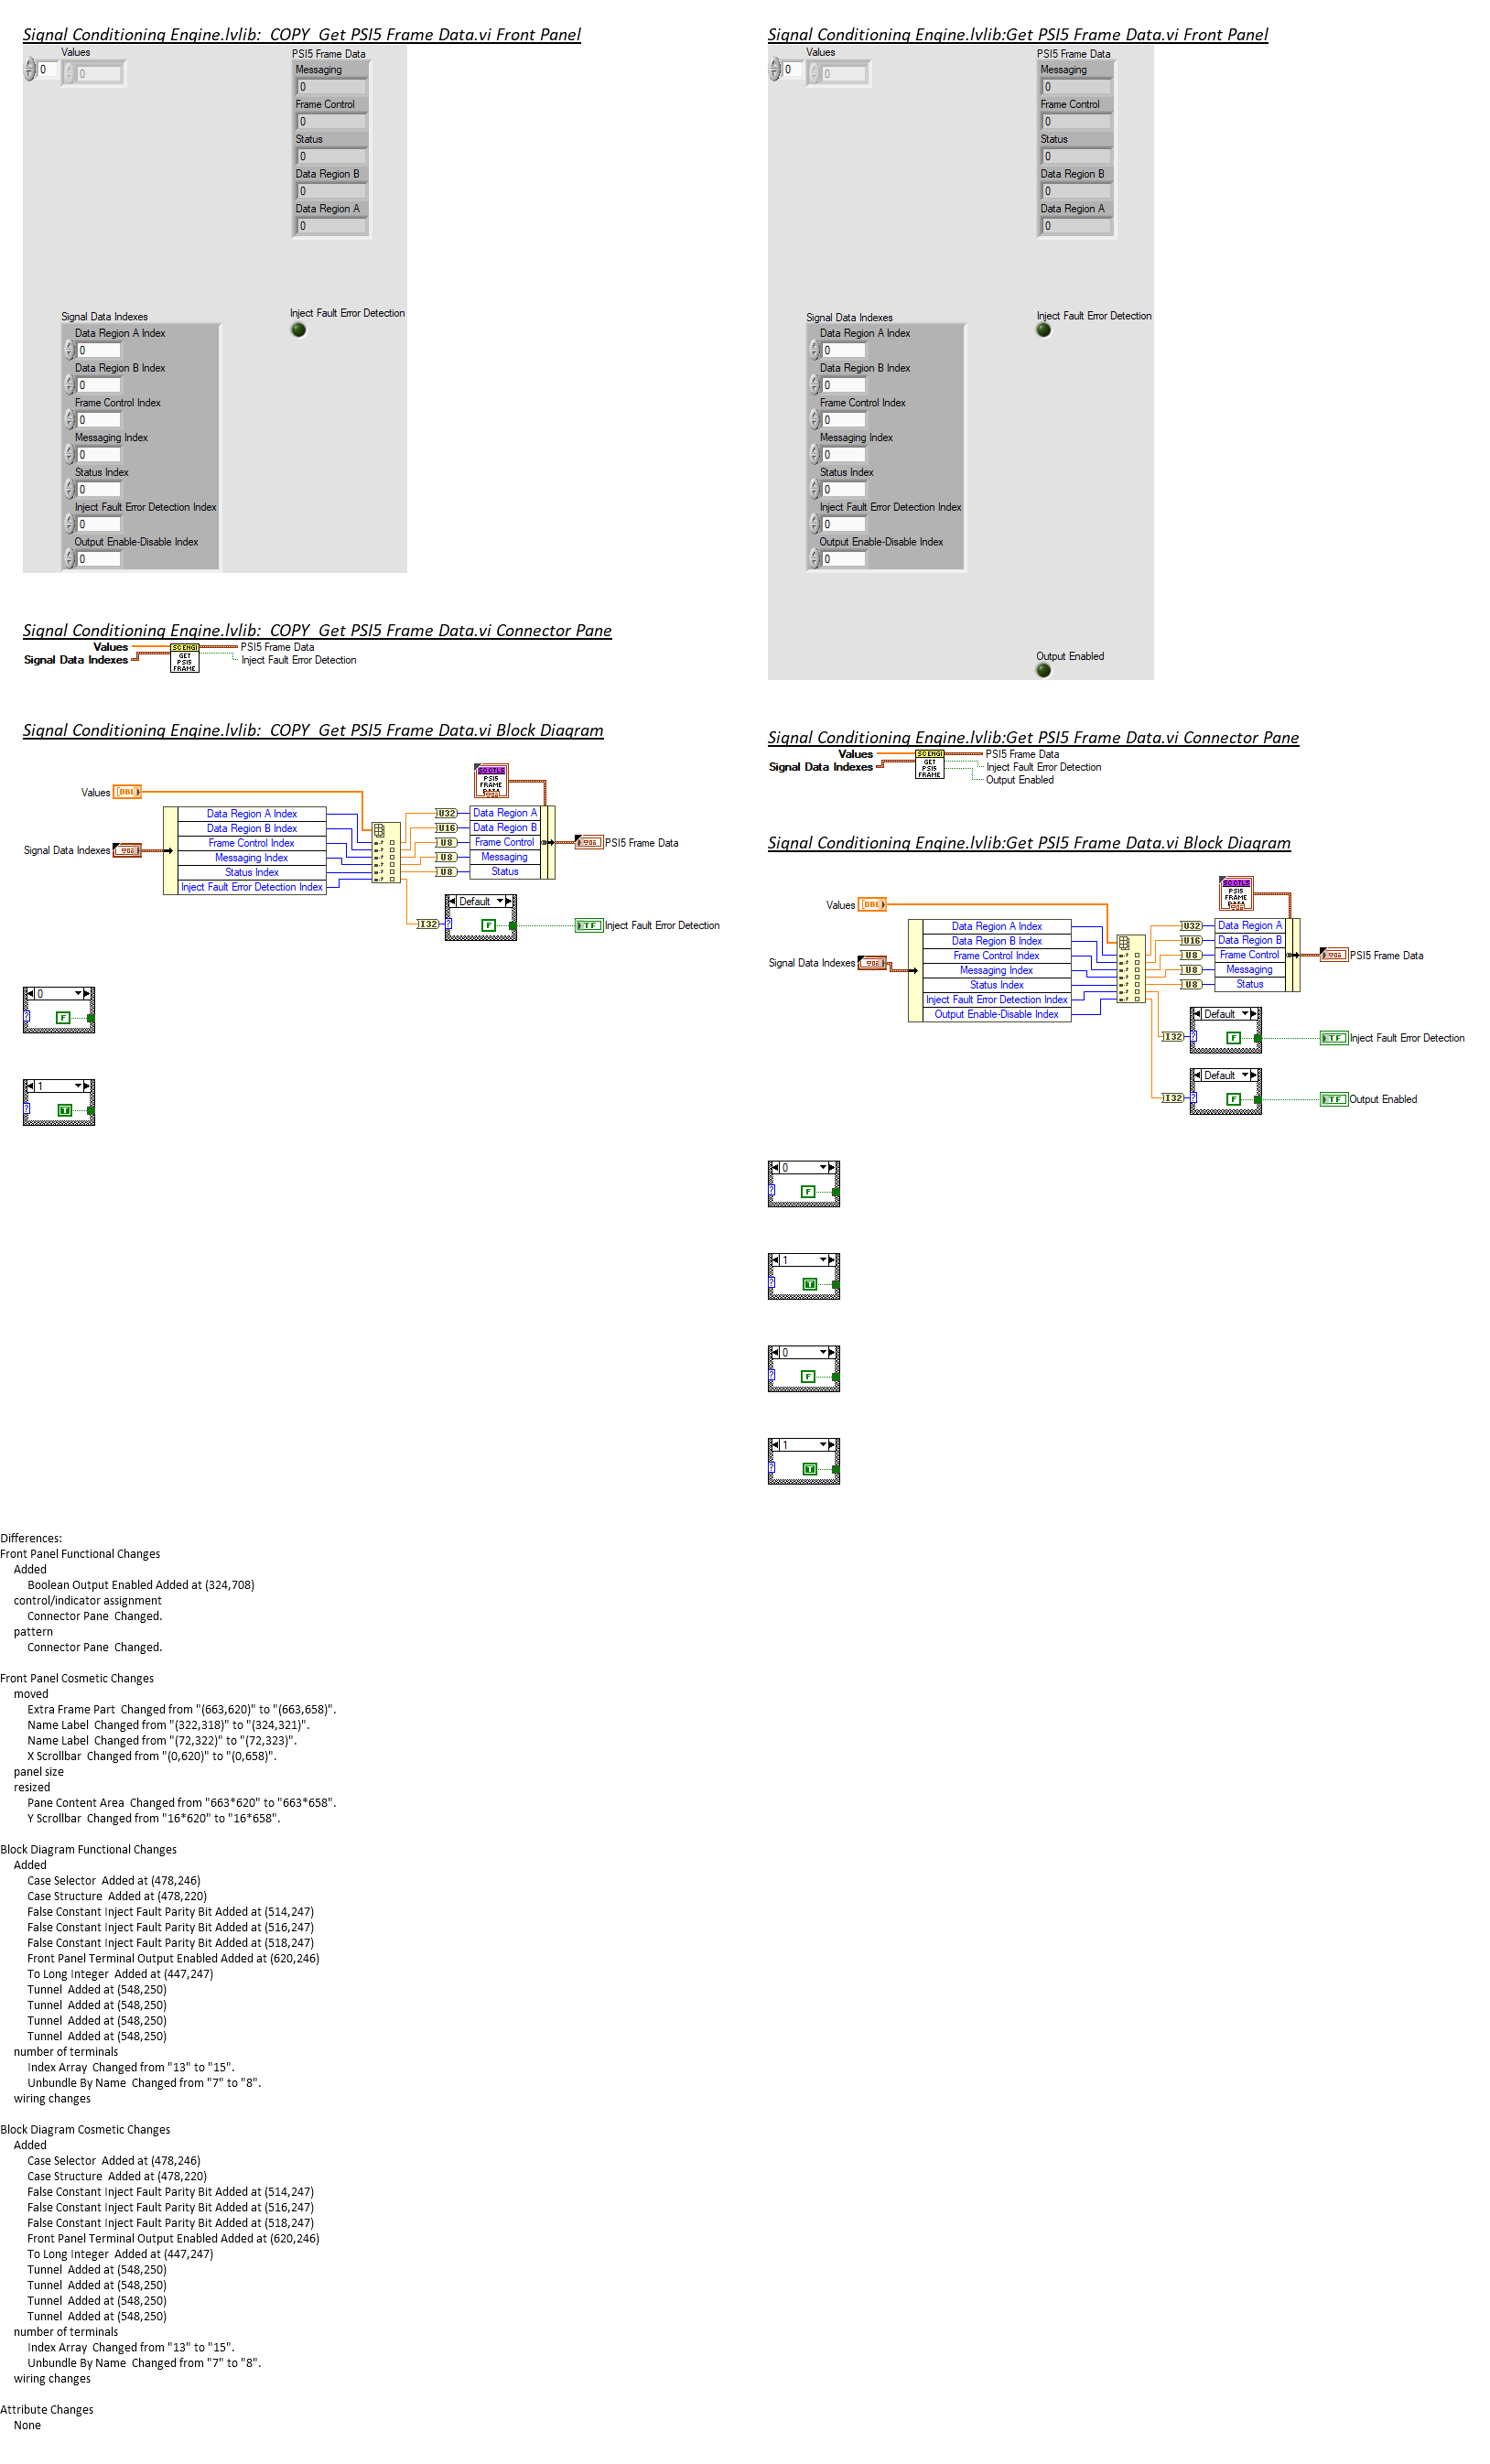 Signal Conditioning Engine.lvlib:_COPY_Get PSI5 Frame Data.vi Front Panel
Values
0
0
PSI5 Frame Data
Messaging
0
Frame Control
0
Status
0
Data Region B
0
Data Region A
0
Signal Data Indexes
Data Region A Index
0
Data Region B Index
0
Frame Control Index
0
Messaging Index
0
Status Index
0
Inject Fault Error Detection Index
0
Output Enable-Disable Index
0
Inject Fault Error Detection
Signal Conditioning Engine.lvlib:_COPY_Get PSI5 Frame Data.vi Connector Pane
Values
Signal Data Indexes
SC ENGI
GET
PSI5
FRAME
PSI5 Frame Data
Inject Fault Error Detection
Signal Conditioning Engine.lvlib:_COPY_Get PSI5 Frame Data.vi Block Diagram
Values
DBL
Signal Data Indexes
Data Region A Index
Data Region B Index
Frame Control Index
Messaging Index
Status Index
Inject Fault Error Detection Index
SC CTLS
PSI5
FRAME
DATA
U32
U16
U8
U8
U8
Data Region A
Data Region B
Frame Control
Messaging
Status
PSI5 Frame Data
I32
Default
?
F
TF
Inject Fault Error Detection
0
?
F
1
?
T
Signal Conditioning Engine.lvlib:Get PSI5 Frame Data.vi Front Panel
Values
0
0
PSI5 Frame Data
Messaging
0
Frame Control
0
Status
0
Data Region B
0
Data Region A
0
Signal Data Indexes
Data Region A Index
0
Data Region B Index
0
Frame Control Index
0
Messaging Index
0
Status Index
0
Inject Fault Error Detection Index
0
Output Enable-Disable Index
0
Inject Fault Error Detection
Output Enabled
Signal Conditioning Engine.lvlib:Get PSI5 Frame Data.vi Connector Pane
Values
Signal Data Indexes
SC ENGI
GET
PSI5
FRAME
PSI5 Frame Data
Inject Fault Error Detection
Output Enabled
Signal Conditioning Engine.lvlib:Get PSI5 Frame Data.vi Block Diagram
Values
DBL
Signal Data Indexes
Data Region A Index
Data Region B Index
Frame Control Index
Messaging Index
Status Index
Inject Fault Error Detection Index
Output Enable-Disable Index
SC CTLS
PSI5
FRAME
DATA
U32
U16
U8
U8
U8
Data Region A
Data Region B
Frame Control
Messaging
Status
PSI5 Frame Data
I32
Default
?
F
TF
Inject Fault Error Detection
I32
Default
?
F
TF
Output Enabled
0
?
F
1
?
T
0
?
F
1
?
T
Differences:
Front Panel Functional Changes
Added
Boolean Output Enabled Added at (324,708)
control/indicator assignment
Connector Pane  Changed.
pattern
Connector Pane  Changed.
Front Panel Cosmetic Changes
moved
Extra Frame Part  Changed from "(663,620)" to "(663,658)".
Name Label  Changed from "(322,318)" to "(324,321)".
Name Label  Changed from "(72,322)" to "(72,323)".
X Scrollbar  Changed from "(0,620)" to "(0,658)".
panel size
resized
Pane Content Area  Changed from "663*620" to "663*658".
Y Scrollbar  Changed from "16*620" to "16*658".
Block Diagram Functional Changes
Added
Case Selector  Added at (478,246)
Case Structure  Added at (478,220)
False Constant Inject Fault Parity Bit Added at (514,247)
False Constant Inject Fault Parity Bit Added at (516,247)
False Constant Inject Fault Parity Bit Added at (518,247)
Front Panel Terminal Output Enabled Added at (620,246)
To Long Integer  Added at (447,247)
Tunnel  Added at (548,250)
Tunnel  Added at (548,250)
Tunnel  Added at (548,250)
Tunnel  Added at (548,250)
number of terminals
Index Array  Changed from "13" to "15".
Unbundle By Name  Changed from "7" to "8".
wiring changes
Block Diagram Cosmetic Changes
Added
Case Selector  Added at (478,246)
Case Structure  Added at (478,220)
False Constant Inject Fault Parity Bit Added at (514,247)
False Constant Inject Fault Parity Bit Added at (516,247)
False Constant Inject Fault Parity Bit Added at (518,247)
Front Panel Terminal Output Enabled Added at (620,246)
To Long Integer  Added at (447,247)
Tunnel  Added at (548,250)
Tunnel  Added at (548,250)
Tunnel  Added at (548,250)
Tunnel  Added at (548,250)
number of terminals
Index Array  Changed from "13" to "15".
Unbundle By Name  Changed from "7" to "8".
wiring changes
Attribute Changes
None